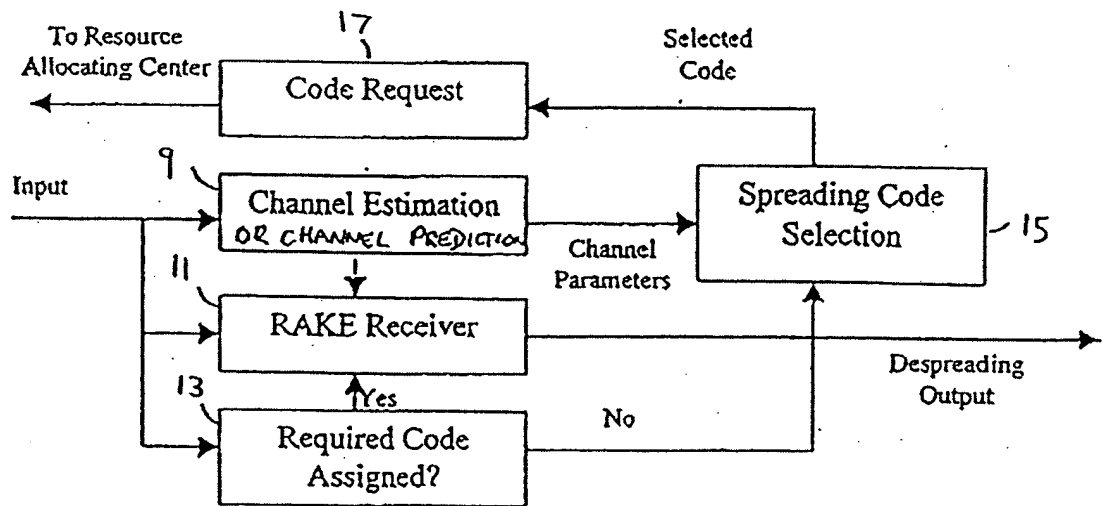 17
To Resource
Allocating Center
Code Request
Selected
Code
9
Input
Channel Estimation
OR CHANNEL PREDICTION
Channel
Parameters
Spreading Code
Selection
15
11
RAKE Receiver
Despreading
Output
13
Yes
No
Required Code
Assigned?